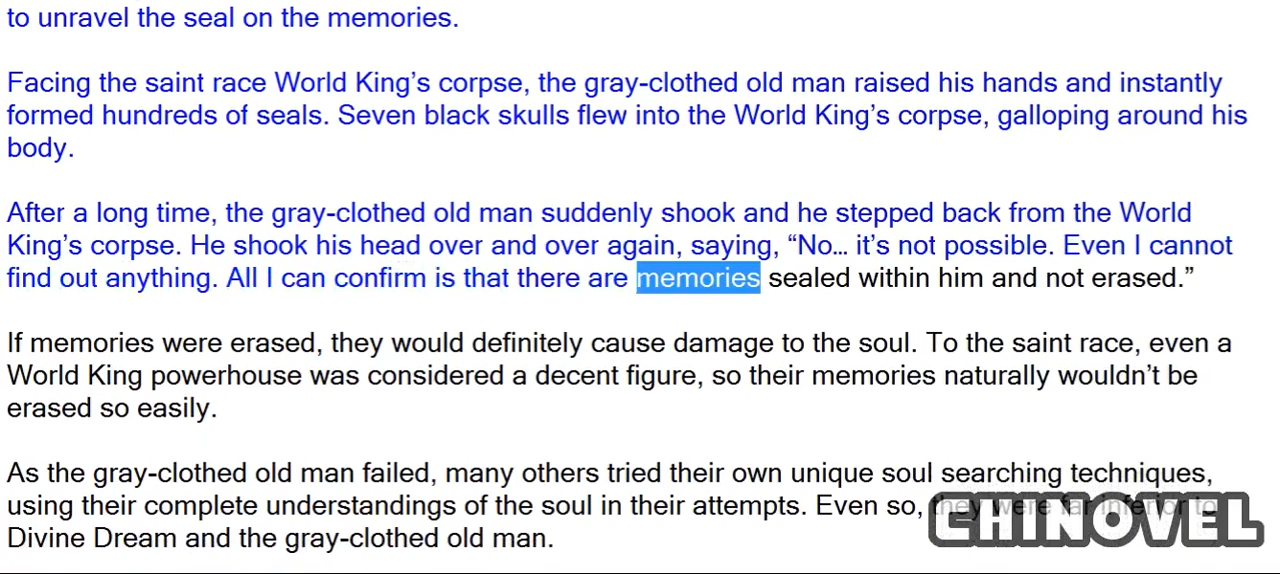 to unravel the seal on the memories.
Facing the saint race World King’s corpse, the gray-clothed old man raised his hands and instantly
formed hundreds of seals. Seven black skulls flew into the World King’s corpse, galloping around his
body.
After a long time, the gray-clothed old man suddenly shook and he stepped back from the World
King’s corpse. He shook his head over and over again, saying, “No… it’s not possible. Even I cannot
find out anything. All I can confirm is that there are memories sealed within him and not erased.”
If memories were erased, they would definitely cause damage to the soul. To the saint race, even a
World King powerhouse was considered a decent figure, so their memories naturally wouldn’t be
erased so easily.
As the gray-clothed old man failed, many others tried their own unique soul searching techniques,
using their complete understandings of the soul in their attempts. Even so, they were far inferior to
Divine Dream and the gray-clothed old man.
CHINOVEL